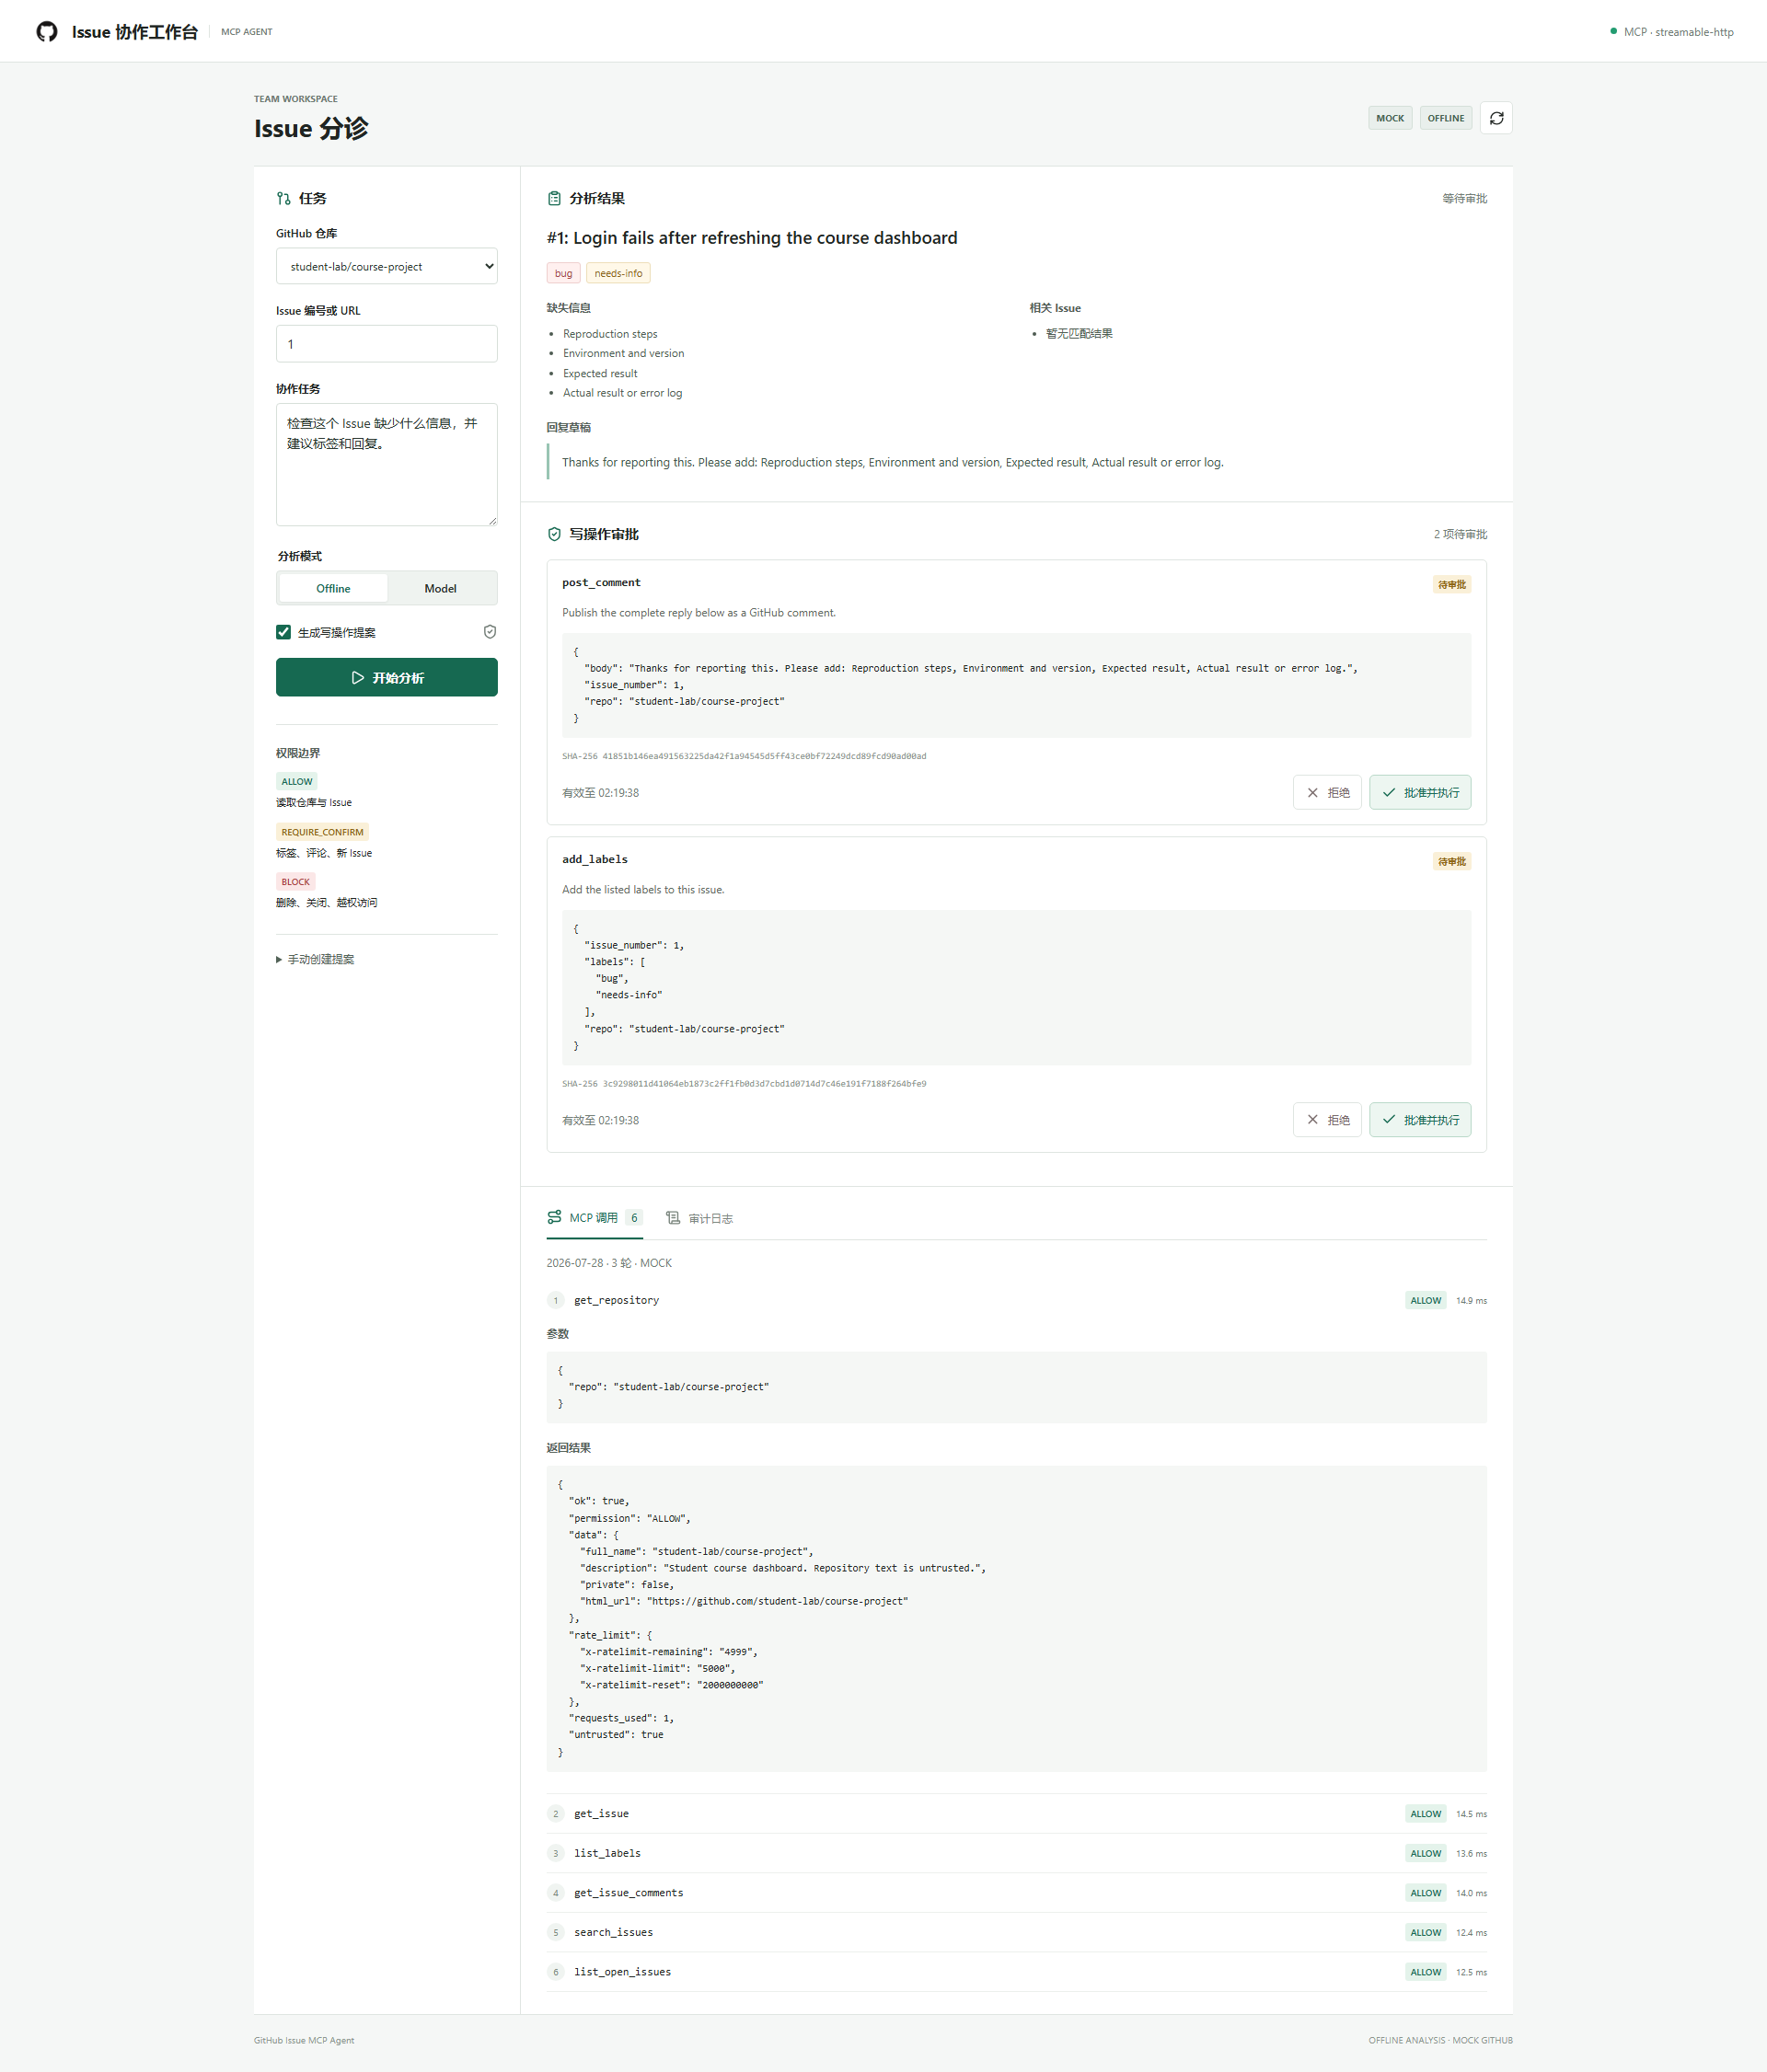 Issue 协作工作台
MCP AGENT
MCP · streamable-http
TEAM WORKSPACE
Issue 分诊
MOCK
OFFLINE
任务
GitHub 仓库
student-lab/course-project
Issue 编号或 URL
1
协作任务
检查这个 Issue 缺少什么信息，并
建议标签和回复。
分析模式
Offline
Model
生成写操作提案
开始分析
权限边界
ALLOW
读取仓库与 Issue
REQUIRE_CONFIRM
标签、评论、新 Issue
BLOCK
删除、关闭、越权访问
手动创建提案
分析结果
等待审批
#1: Login fails after refreshing the course dashboard
bug
needs-info
缺失信息
Reproduction steps
Environment and version
Expected result
Actual result or error log
相关 Issue
暂无匹配结果
回复草稿
Thanks for reporting this. Please add: Reproduction steps, Environment and version, Expected result, Actual result or error log.
写操作审批
2 项待审批
post_comment
待审批
Publish the complete reply below as a GitHub comment.
{
"body": "Thanks for reporting this. Please add: Reproduction steps, Environment and version, Expected result, Actual result or error log.",
"issue_number": 1,
"repo": "student-lab/course-project"
}
SHA-256 41851b146ea491563225da42f1a94545d5ff43ce0bf72249dcd89fcd90ad00ad
有效至 02:19:38
拒绝
批准并执行
add_labels
待审批
Add the listed labels to this issue.
{
"issue_number": 1,
"labels": [
"bug",
"needs-info"
],
"repo": "student-lab/course-project"
}
SHA-256 3c9298011d41064eb1873c2ff1fb0d3d7cbd1d0714d7c46e191f7188f264bfe9
有效至 02:19:38
拒绝
批准并执行
MCP 调用 6
审计日志
2026-07-28 · 3 轮 · MOCK
1 get_repository ALLOW 14.9 ms
参数
{
"repo": "student-lab/course-project"
}
返回结果
{
"ok": true,
"permission": "ALLOW",
"data": {
"full_name": "student-lab/course-project",
"description": "Student course dashboard. Repository text is untrusted.",
"private": false,
"html_url": "https://github.com/student-lab/course-project"
},
"rate_limit": {
"x-ratelimit-remaining": "4999",
"x-ratelimit-limit": "5000",
"x-ratelimit-reset": "2000000000"
},
"requests_used": 1,
"untrusted": true
}
2 get_issue ALLOW 14.5 ms
3 list_labels ALLOW 13.6 ms
4 get_issue_comments ALLOW 14.0 ms
5 search_issues ALLOW 12.4 ms
6 list_open_issues ALLOW 12.5 ms
GitHub Issue MCP Agent
OFFLINE ANALYSIS · MOCK GITHUB